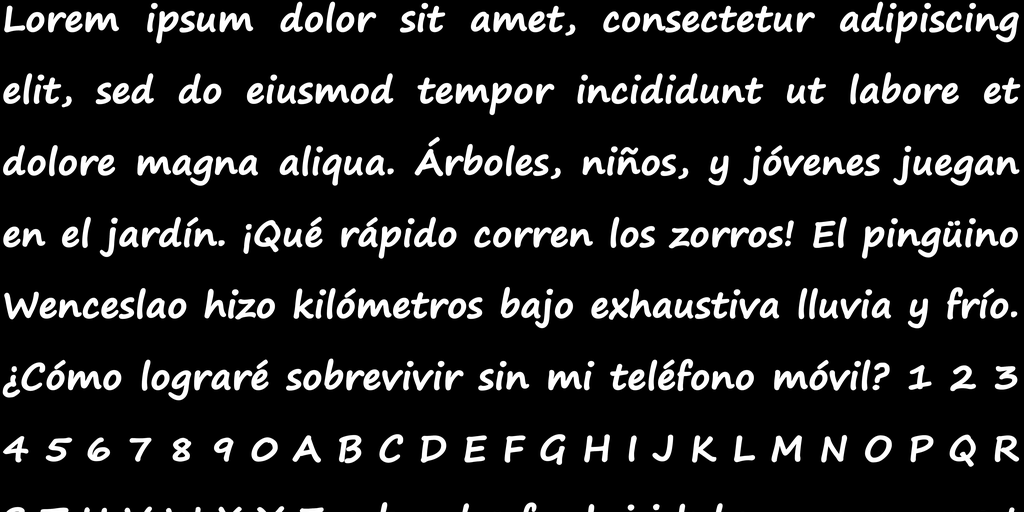 Lorem ipsum dolor sit amet, consectetur adipiscing
elit, sed do eiusmod tempor incididunt ut labore et
dolore magna aliqua. Árboles, niños, y jóvenes juegan
en el jardín. ¡Qué rápido corren los zorros! El pingüino
Wenceslao hizo kilómetros bajo exhaustiva lluvia y frío.
¿Cómo lograré sobrevivir sin mi teléfono móvil? 1 2 3
4 5 6 7 8 9 0 A B C D E F G H I J K L M N O P Q R